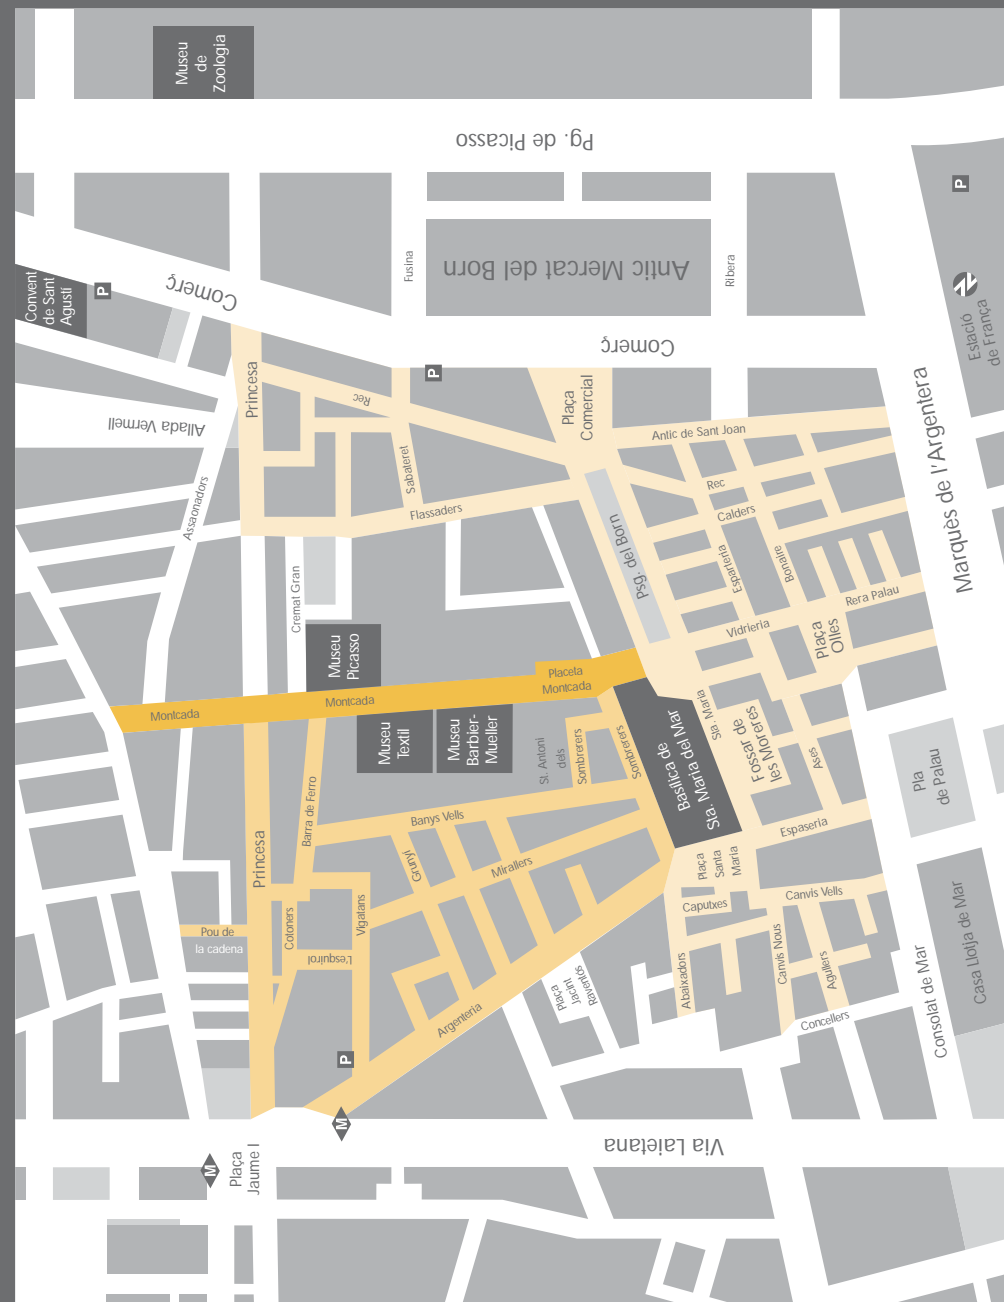 Museu
de
Zoologia
Pg. de Picasso
P
Convent
de Sant
Agustí
P
Comerç
Fusina
Antic Mercat del Born
Ribera
Estació
de França
Comerç
P
Princesa
Rec
Plaça
Comercial
Allada Vermell
Antic de Sant Joan
Marquès de l'Argentera
Sabateret
Assaonadors
Flassaders
Rec
Calders
Psg. del Born
Esparteria
Bonaire
Cremat Gran
Rera Palau
Vidrieria
Plaça
Olles
Museu
Picasso
Placeta
Montcada
Montcada
Montcada
Museu
Textil
Museu
Barbier-
Mueller
St. Antoni
dels
Sombrerers
Sombrerers
Basílica de
Sta. Maria del Mar
Sta. Maria
Fossar de
les Moreres
Ases
Pla
de Palau
Barra de Ferro
Banys Vells
Espaseria
Princesa
Grunyí
Mirallers
Plaça
Santa
Maria
Canvis Vells
Caputxes
Casa Llotja de Mar
Pou de
la cadena
Cotoners
Vigatans
L'esquirol
Canvis Nous
Agullers
Abaixadors
Plaça
Jacint
Raventós
Consolat de Mar
Argenteria
Concellers
P
M
Via Laietana
M
Plaça
Jaume I